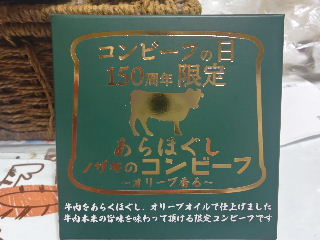 コンビーフの日
150周年限定
あらほぐし
ノザキのコンビーフ
~オリーブ香る~
牛肉をあらくほぐし、オリーブオイルで仕上げました
牛肉本来の旨味を味わって頂ける限定コンビーフです